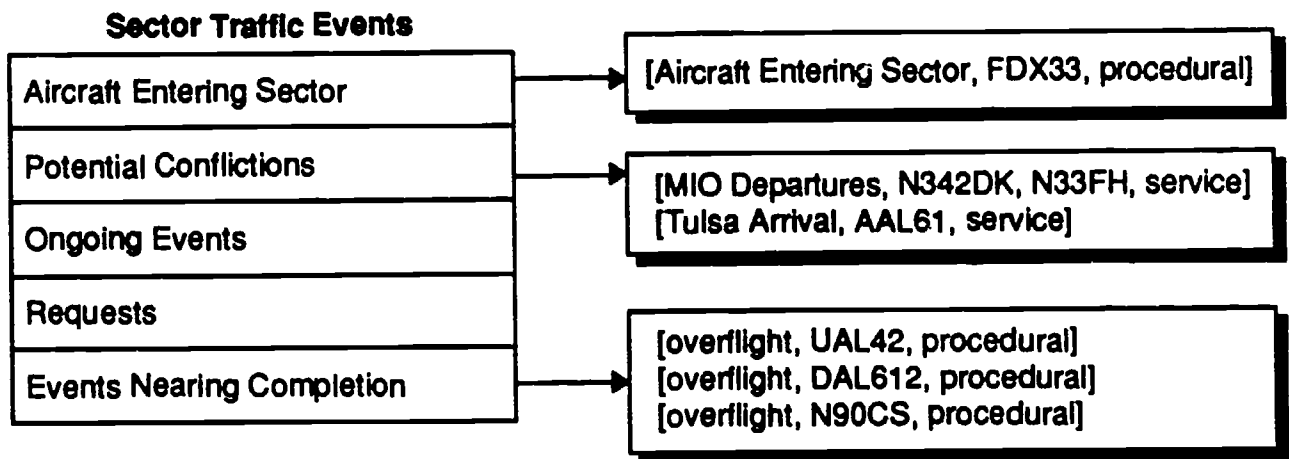 Sector Traffic Events
Aircraft Entering Sector
Potential Conflictions
Ongoing Events
Requests
Events Nearing Completion
[Aircraft Entering Sector, FDX33, procedural]
[MIO Departures, N342DK, N33FH, service]
[Tulsa Arrival, AAL61, service]
[overflight, UAL42, procedural]
[overflight, DAL612, procedural]
[overflight, N90CS, procedural]